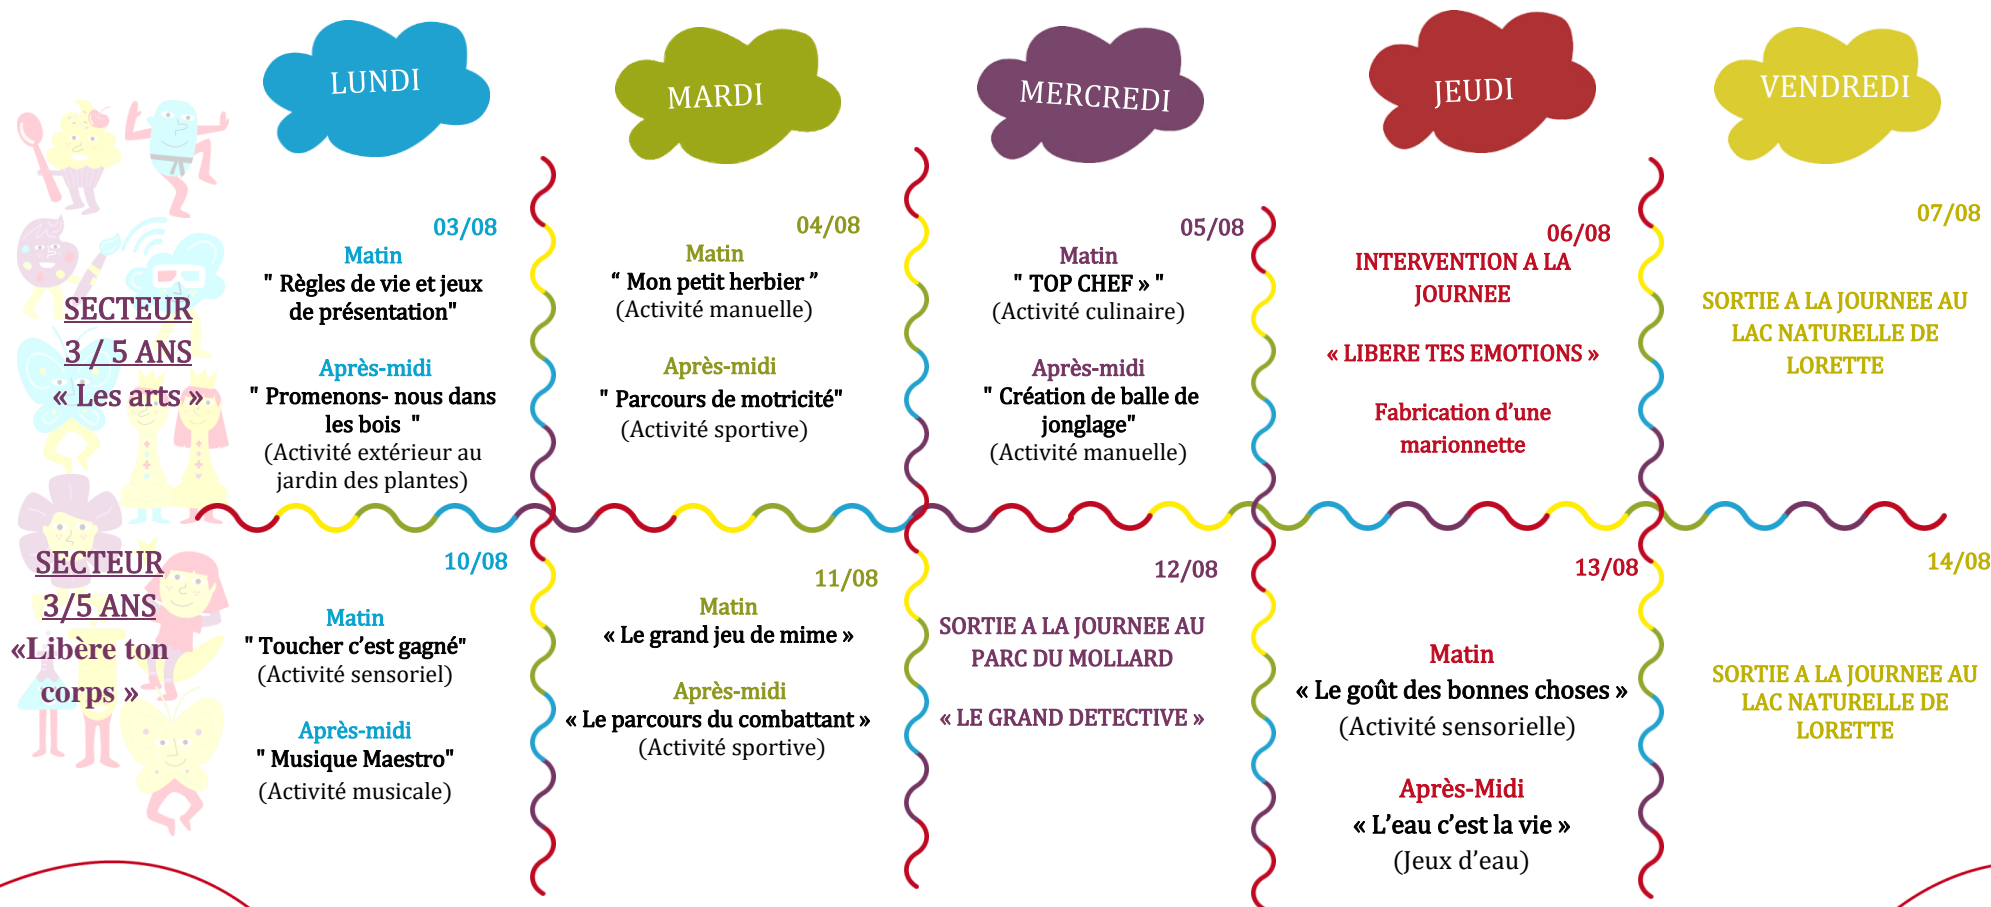 LUNDI
MARDI
MERCREDI
JEUDI
VENDREDI
SECTEUR
3 / 5 ANS
« Les arts »
03/08
Matin
" Règles de vie et jeux
de présentation"
Après-midi
" Promenons- nous dans
les bois "
(Activité extérieur au
jardin des plantes)
04/08
Matin
“ Mon petit herbier ”
(Activité manuelle)
Après-midi
" Parcours de motricité"
(Activité sportive)
05/08
Matin
" TOP CHEF » "
(Activité culinaire)
Après-midi
" Création de balle de
jonglage"
(Activité manuelle)
06/08
INTERVENTION A LA
JOURNEE
« LIBERE TES EMOTIONS »
Fabrication d’une
marionnette
07/08
SORTIE A LA JOURNEE AU
LAC NATURELLE DE
LORETTE
SECTEUR
3/5 ANS
«Libère ton
corps »
10/08
Matin
" Toucher c’est gagné"
(Activité sensoriel)
Après-midi
" Musique Maestro"
(Activité musicale)
11/08
Matin
« Le grand jeu de mime »
Après-midi
« Le parcours du combattant »
(Activité sportive)
12/08
SORTIE A LA JOURNEE AU
PARC DU MOLLARD
« LE GRAND DETECTIVE »
13/08
Matin
« Le goût des bonnes choses »
(Activité sensorielle)
Après-Midi
« L’eau c’est la vie »
(Jeux d’eau)
14/08
SORTIE A LA JOURNEE AU
LAC NATURELLE DE
LORETTE